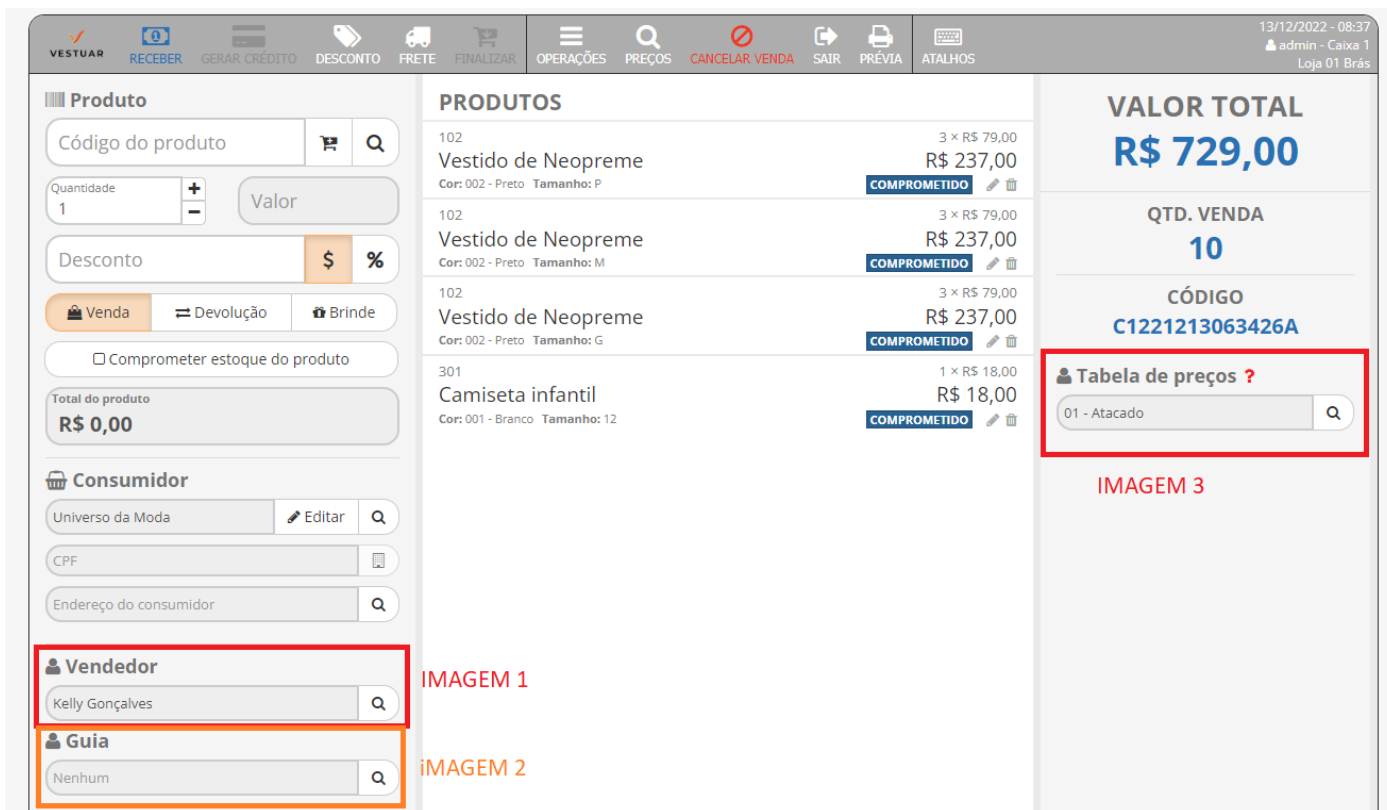 VESTUAR
RECEBER
GERAR CRÉDITO
DESCONTO
FRETE
FINALIZAR
OPERAÇÕES
PREÇOS
CANCELAR VENDA
SAIR
PRÉVIA
ATALHOS
13/12/2022 - 08:37
admin - Caixa 1
Loja 01 Brás
Produto
Código do produto
Quantidade
1
Valor
Desconto
$ %
Venda
Devolução
Brinde
Comprometer estoque do produto
Total do produto
R$ 0,00
Consumidor
Universo da Moda
Editar
CPF
Endereço do consumidor
Vendedor
Kelly Gonçalves
IMAGEM 1
Guia
Nenhum
iMAGEM 2
PRODUTOS
102
3 × R$ 79,00
Vestido de Neopreme
R$ 237,00
Cor: 002 - Preto Tamanho: P
COMPROMETIDO
102
3 × R$ 79,00
Vestido de Neopreme
R$ 237,00
Cor: 002 - Preto Tamanho: M
COMPROMETIDO
102
3 × R$ 79,00
Vestido de Neopreme
R$ 237,00
Cor: 002 - Preto Tamanho: G
COMPROMETIDO
301
1 × R$ 18,00
Camiseta infantil
R$ 18,00
Cor: 001 - Branco Tamanho: 12
COMPROMETIDO
VALOR TOTAL
R$ 729,00
QTD. VENDA
10
CÓDIGO
C1221213063426A
Tabela de preços ?
01 - Atacado
IMAGEM 3